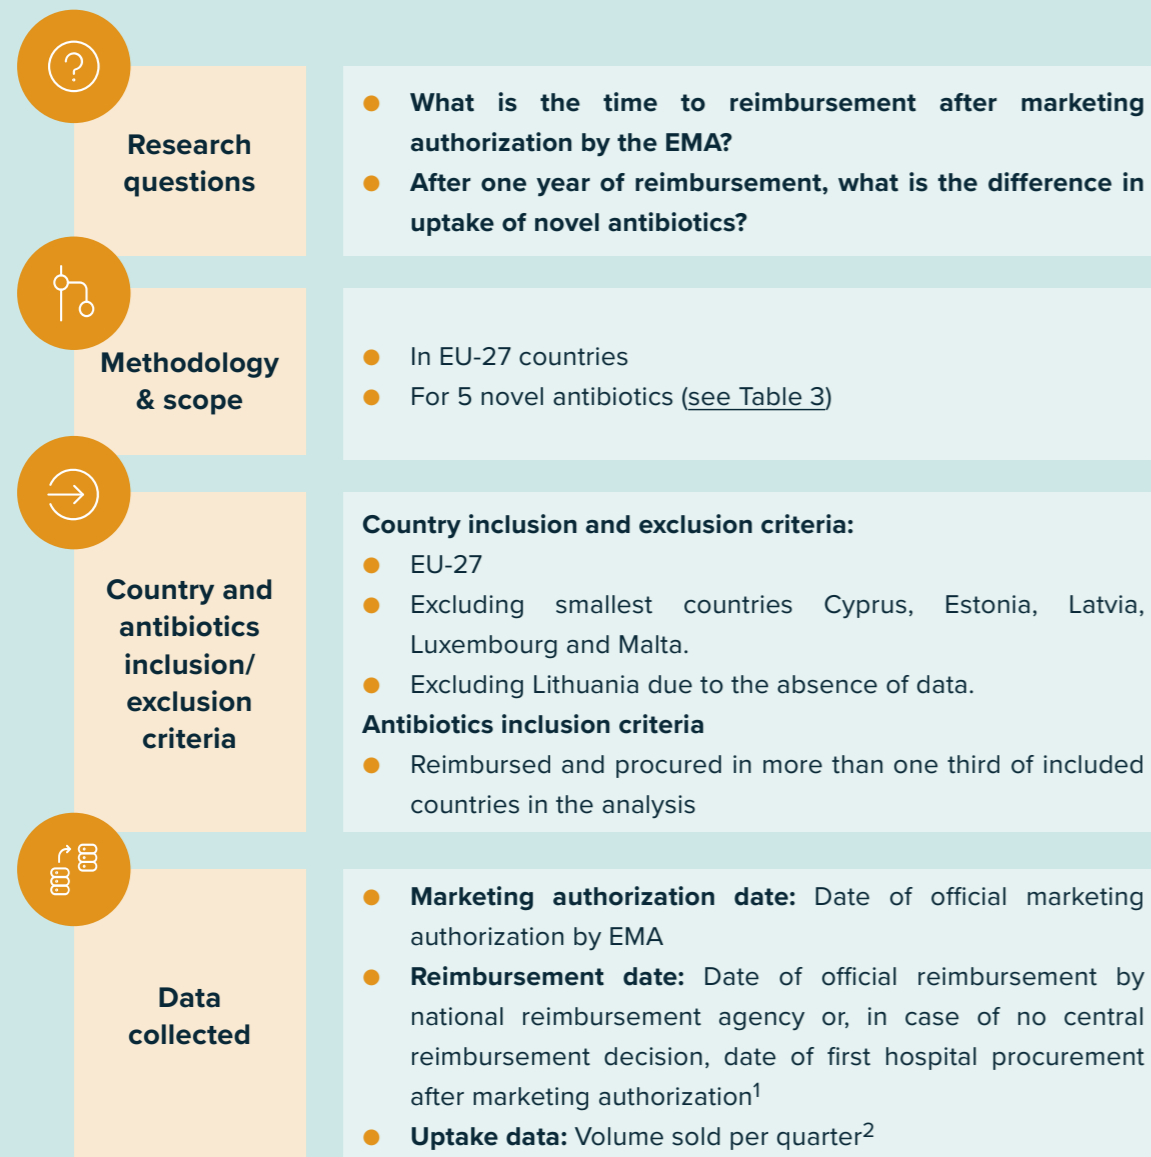 Research
questions
● What is the time to reimbursement after marketing
authorization by the EMA?
● After one year of reimbursement, what is the difference in
uptake of novel antibiotics?
Methodology
& scope
● In EU-27 countries
● For 5 novel antibiotics (see Table 3)
Country and
antibiotics
inclusion/
exclusion
criteria
Country inclusion and exclusion criteria:
● EU-27
● Excluding smallest countries Cyprus, Estonia, Latvia,
Luxembourg and Malta.
● Excluding Lithuania due to the absence of data.
Antibiotics inclusion criteria
● Reimbursed and procured in more than one third of included
countries in the analysis
Data
collected
● Marketing authorization date: Date of official marketing
authorization by EMA
● Reimbursement date: Date of official reimbursement by
national reimbursement agency or, in case of no central
reimbursement decision, date of first hospital procurement
after marketing authorization1
● Uptake data: Volume sold per quarter2